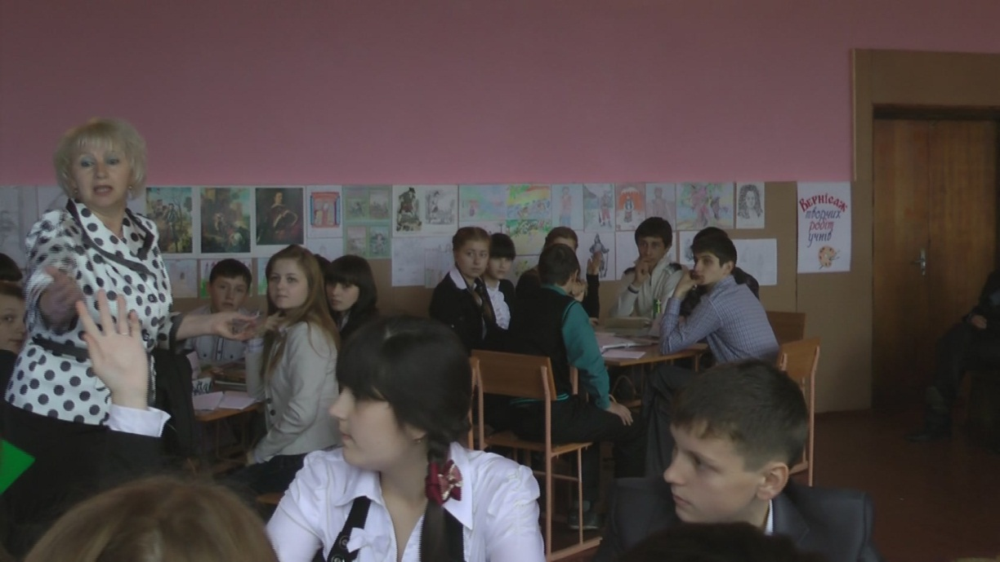 Вернісаж
творчих
робіт
учнів